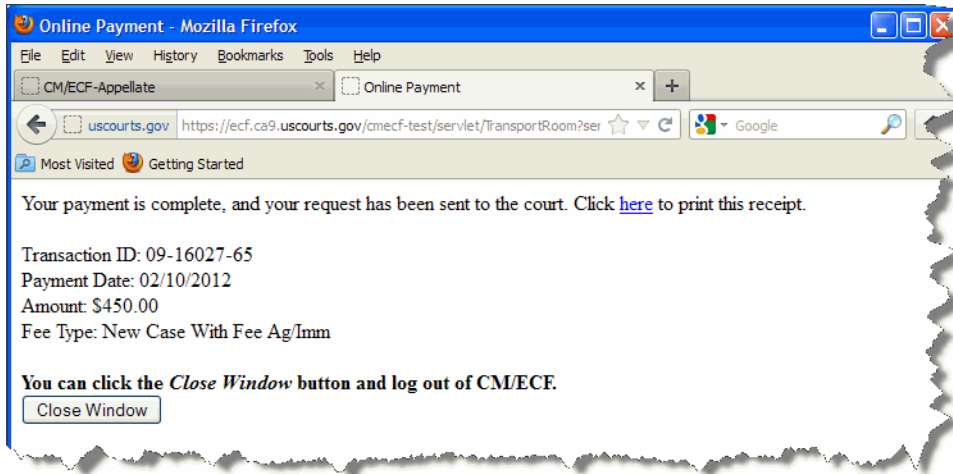 Online Payment - Mozilla Firefox
File Edit View History Bookmarks Tools Help
CM/ECF-Appellate
Online Payment
uscourts.gov https://ecf.ca9.uscourts.gov/cmecf-test/servlet/TransportRoom?ser
Google
Most Visited Getting Started
Your payment is complete, and your request has been sent to the court. Click here to print this receipt.
Transaction ID: 09-16027-65
Payment Date: 02/10/2012
Amount: $450.00
Fee Type: New Case With Fee Ag/Imm
You can click the Close Window button and log out of CM/ECF.
Close Window